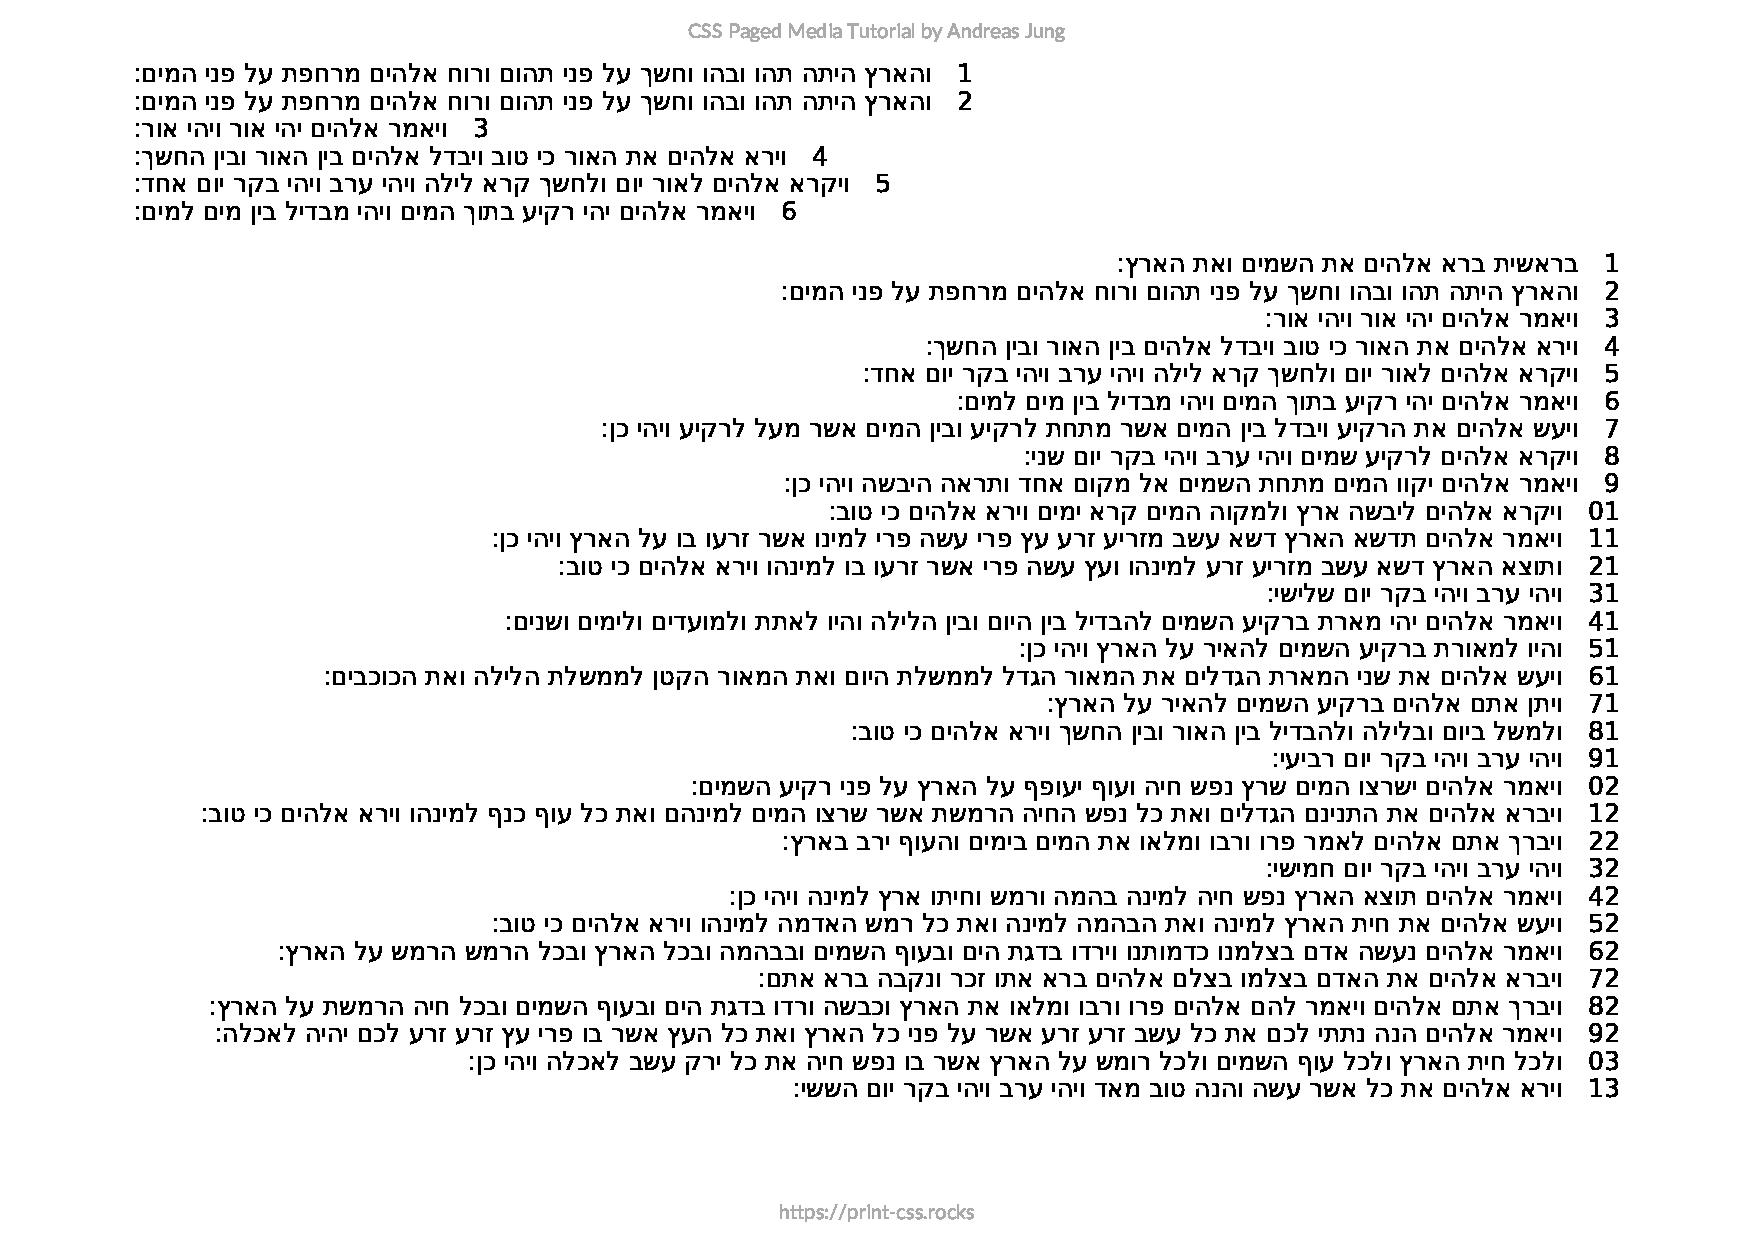 CSS Paged Media Tutorial by Andreas Jung
1 והארץ היתה תהו ובהו וחשך על פני תהום ורוח אלהים מרחפת על פני המים:
2 והארץ היתה תהו ובהו וחשך על פני תהום ורוח אלהים מרחפת על פני המים:
3 ויאמר אלהים יהי אור ויהי אור:
4 וירא אלהים את האור כי טוב ויבדל אלהים בין האור ובין החשך:
5 ויקרא אלהים לאור יום ולחשך קרא לילה ויהי ערב ויהי בקר יום אחד:
6 ויאמר אלהים יהי רקיע בתוך המים ויהי מבדיל בין מים למים:
1 בראשית ברא אלהים את השמים ואת הארץ:
2 והארץ היתה תהו ובהו וחשך על פני תהום ורוח אלהים מרחפת על פני המים:
3 ויאמר אלהים יהי אור ויהי אור:
4 וירא אלהים את האור כי טוב ויבדל אלהים בין האור ובין החשך:
5 ויקרא אלהים לאור יום ולחשך קרא לילה ויהי ערב ויהי בקר יום אחד:
6 ויאמר אלהים יהי רקיע בתוך המים ויהי מבדיל בין מים למים:
7 ויעש אלהים את הרקיע ויבדל בין המים אשר מתחת לרקיע ובין המים אשר מעל לרקיע ויהי כן:
8 ויקרא אלהים לרקיע שמים ויהי ערב ויהי בקר יום שני:
9 ויאמר אלהים יקוו המים מתחת השמים אל מקום אחד ותראה היבשה ויהי כן:
01 ויקרא אלהים ליבשה ארץ ולמקוה המים קרא ימים וירא אלהים כי טוב:
11 ויאמר אלהים תדשא הארץ דשא עשב מזריע זרע עץ פרי עשה פרי למינו אשר זרעו בו על הארץ ויהי כן:
21 ותוצא הארץ דשא עשב מזריע זרע למינהו ועץ עשה פרי אשר זרעו בו למינהו וירא אלהים כי טוב:
31 ויהי ערב ויהי בקר יום שלישי:
41 ויאמר אלהים יהי מארת ברקיע השמים להבדיל בין היום ובין הלילה והיו לאתת ולמועדים ולימים ושנים:
51 והיו למאורת ברקיע השמים להאיר על הארץ ויהי כן:
61 ויעש אלהים את שני המארת הגדלים את המאור הגדל לממשלת היום ואת המאור הקטן לממשלת הלילה ואת הכוכבים:
71 ויתן אתם אלהים ברקיע השמים להאיר על הארץ:
81 ולמשל ביום ובלילה ולהבדיל בין האור ובין החשך וירא אלהים כי טוב:
91 ויהי ערב ויהי בקר יום רביעי:
02 ויאמר אלהים ישרצו המים שרץ נפש חיה ועוף יעופף על הארץ על פני רקיע השמים:
12 ויברא אלהים את התנינם הגדלים ואת כל נפש החיה הרמשת אשר שרצו המים למינהם ואת כל עוף כנף למינהו וירא אלהים כי טוב:
22 ויברך אתם אלהים לאמר פרו ורבו ומלאו את המים בימים והעוף ירב בארץ:
32 ויהי ערב ויהי בקר יום חמישי:
42 ויאמר אלהים תוצא הארץ נפש חיה למינה בהמה ורמש וחיתו ארץ למינה ויהי כן:
52 ויעש אלהים את חית הארץ למינה ואת הבהמה למינה ואת כל רמש האדמה למינהו וירא אלהים כי טוב:
62 ויאמר אלהים נעשה אדם בצלמנו כדמותנו וירדו בדגת הים ובעוף השמים ובבהמה ובכל הארץ ובכל הרמש הרמש על הארץ:
72 ויברא אלהים את האדם בצלמו בצלם אלהים ברא אתו זכר ונקבה ברא אתם:
82 ויברך אתם אלהים ויאמר להם אלהים פרו ורבו ומלאו את הארץ וכבשה ורדו בדגת הים ובעוף השמים ובכל חיה הרמשת על הארץ:
92 ויאמר אלהים הנה נתתי לכם את כל עשב זרע זרע אשר על פני כל הארץ ואת כל העץ אשר בו פרי עץ זרע זרע לכם יהיה לאכלה:
03 ולכל חית הארץ ולכל עוף השמים ולכל רומש על הארץ אשר בו נפש חיה את כל ירק עשב לאכלה ויהי כן:
13 וירא אלהים את כל אשר עשה והנה טוב מאד ויהי ערב ויהי בקר יום הששי:
https://print-css.rocks